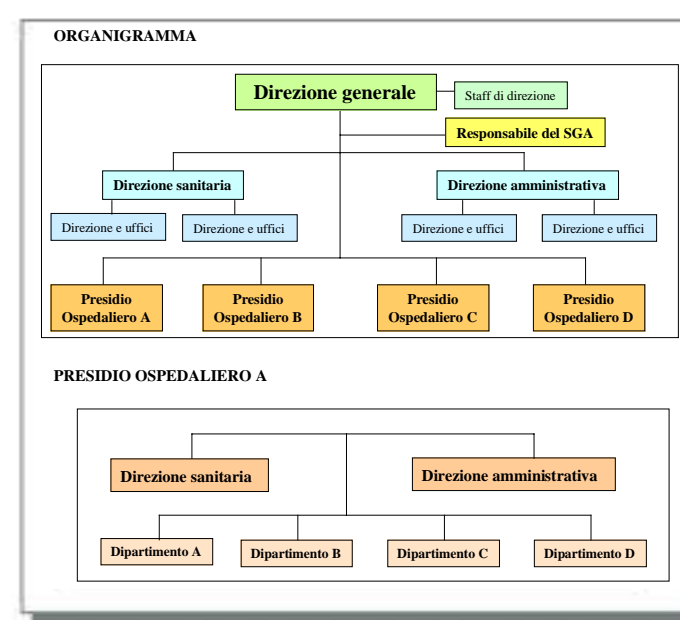 ORGANIGRAMMA
Direzione generale
Staff di direzione
Responsabile del SGA
Direzione sanitaria
Direzione amministrativa
Direzione e uffici
Direzione e uffici
Direzione e uffici
Direzione e uffici
Presidio
Ospedaliero A
Presidio
Ospedaliero B
Presidio
Ospedaliero C
Presidio
Ospedaliero D
PRESIDIO OSPEDALIERO A
Direzione sanitaria
Direzione amministrativa
Dipartimento A
Dipartimento B
Dipartimento C
Dipartimento D